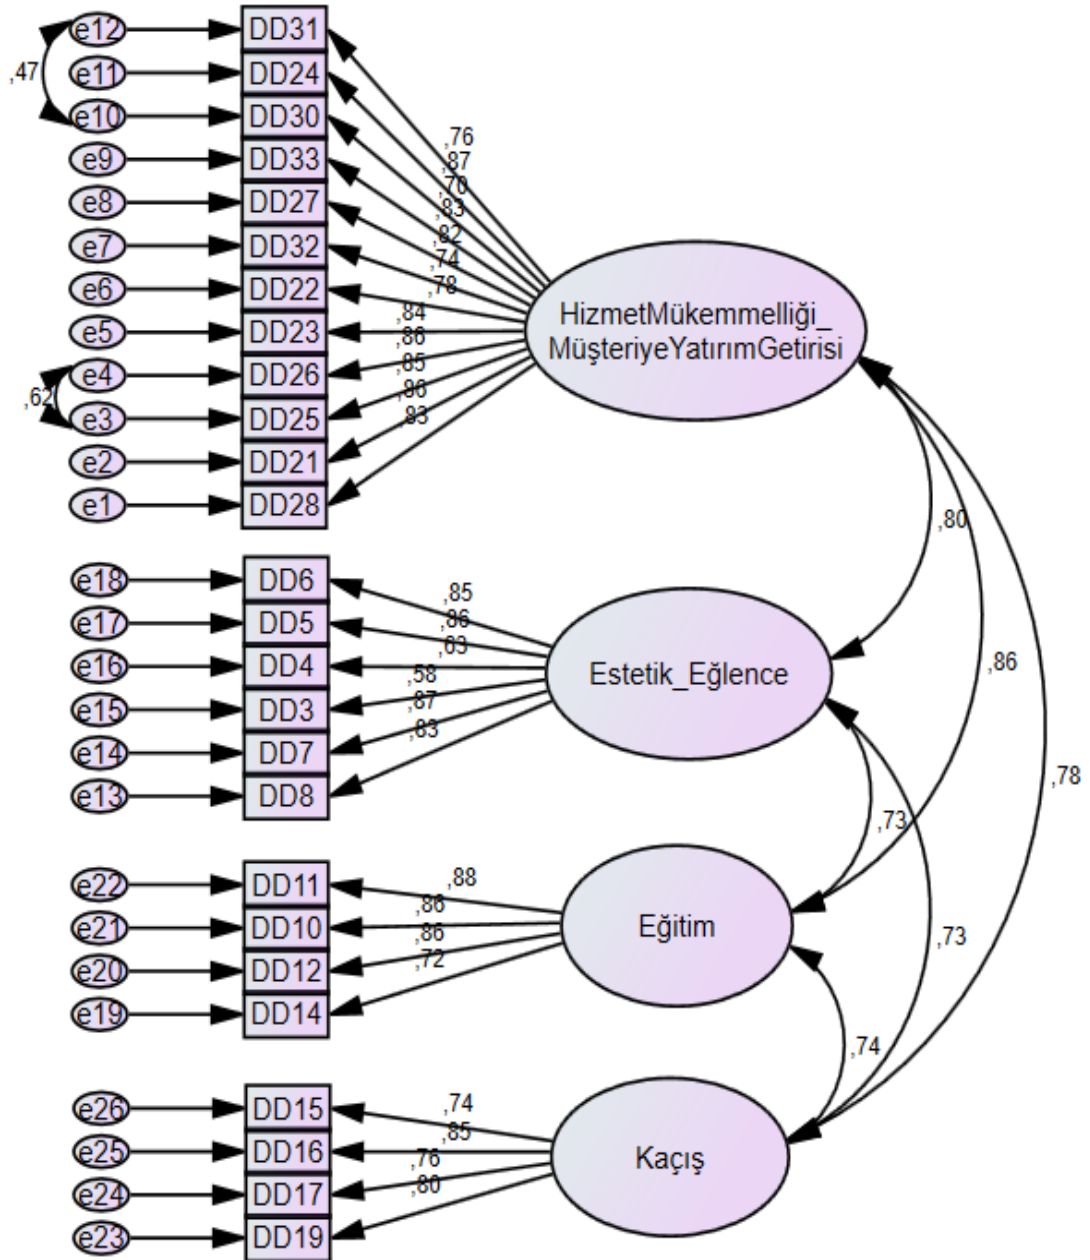 e12
DD31
e11
DD24
,47
e10
DD30
e9
DD33
e8
DD27
e7
DD32
e6
DD22
e5
DD23
e4
DD26
,62
e3
DD25
e2
DD21
e1
DD28
,76
,87
,70
,83
,82
,74
,78
,84
,86
,85
,86
,83
HizmetMükemmelliği_
MüşteriyeYatırımGetirisi
e18
DD6
e17
DD5
e16
DD4
e15
DD3
e14
DD7
e13
DD8
,85
,86
,63
,58
,87
,83
Estetik_Eğlence
e22
DD11
e21
DD10
e20
DD12
e19
DD14
,88
,86
,86
,72
Eğitim
e26
DD15
e25
DD16
e24
DD17
e23
DD19
,74
,85
,76
,80
Kaçış
,80
,86
,78
,73
,73
,74